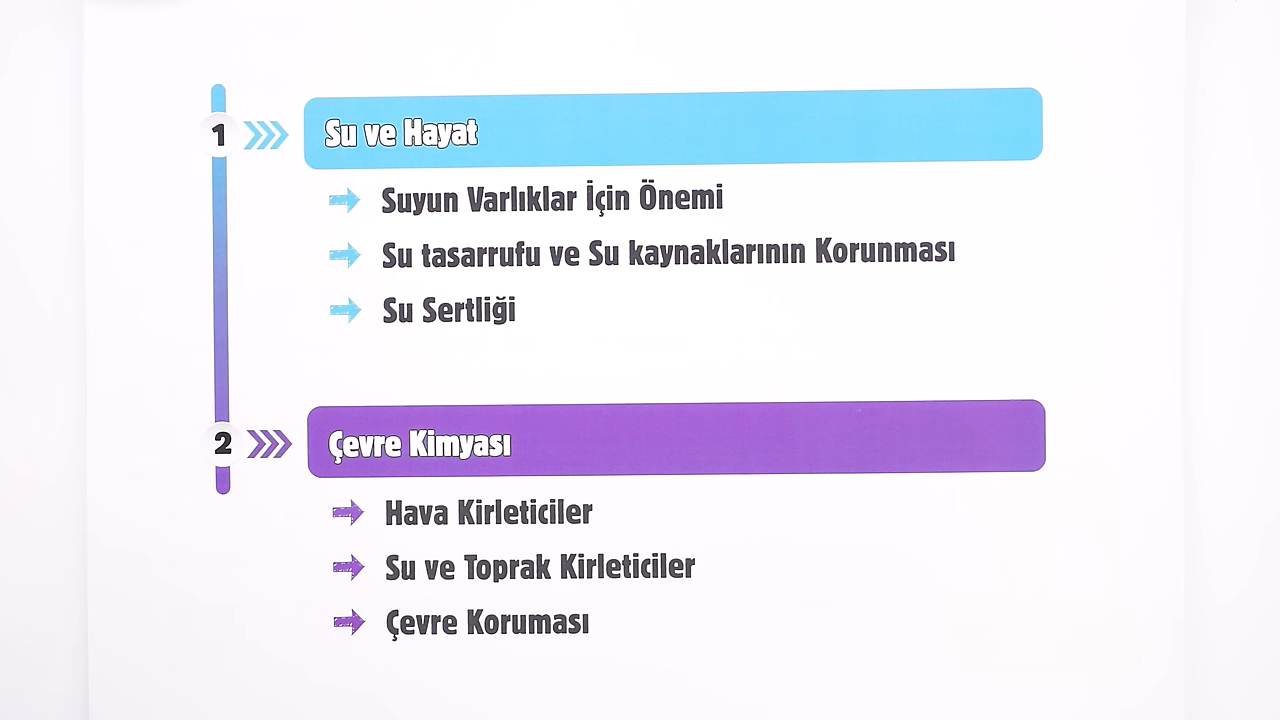 1
Su ve Hayat
Suyun Varlıklar İçin Önemi
Su tasarrufu ve Su kaynaklarının Korunması
Su Sertliği
2
Çevre Kimyası
Hava Kirleticiler
Su ve Toprak Kirleticiler
Çevre Koruması